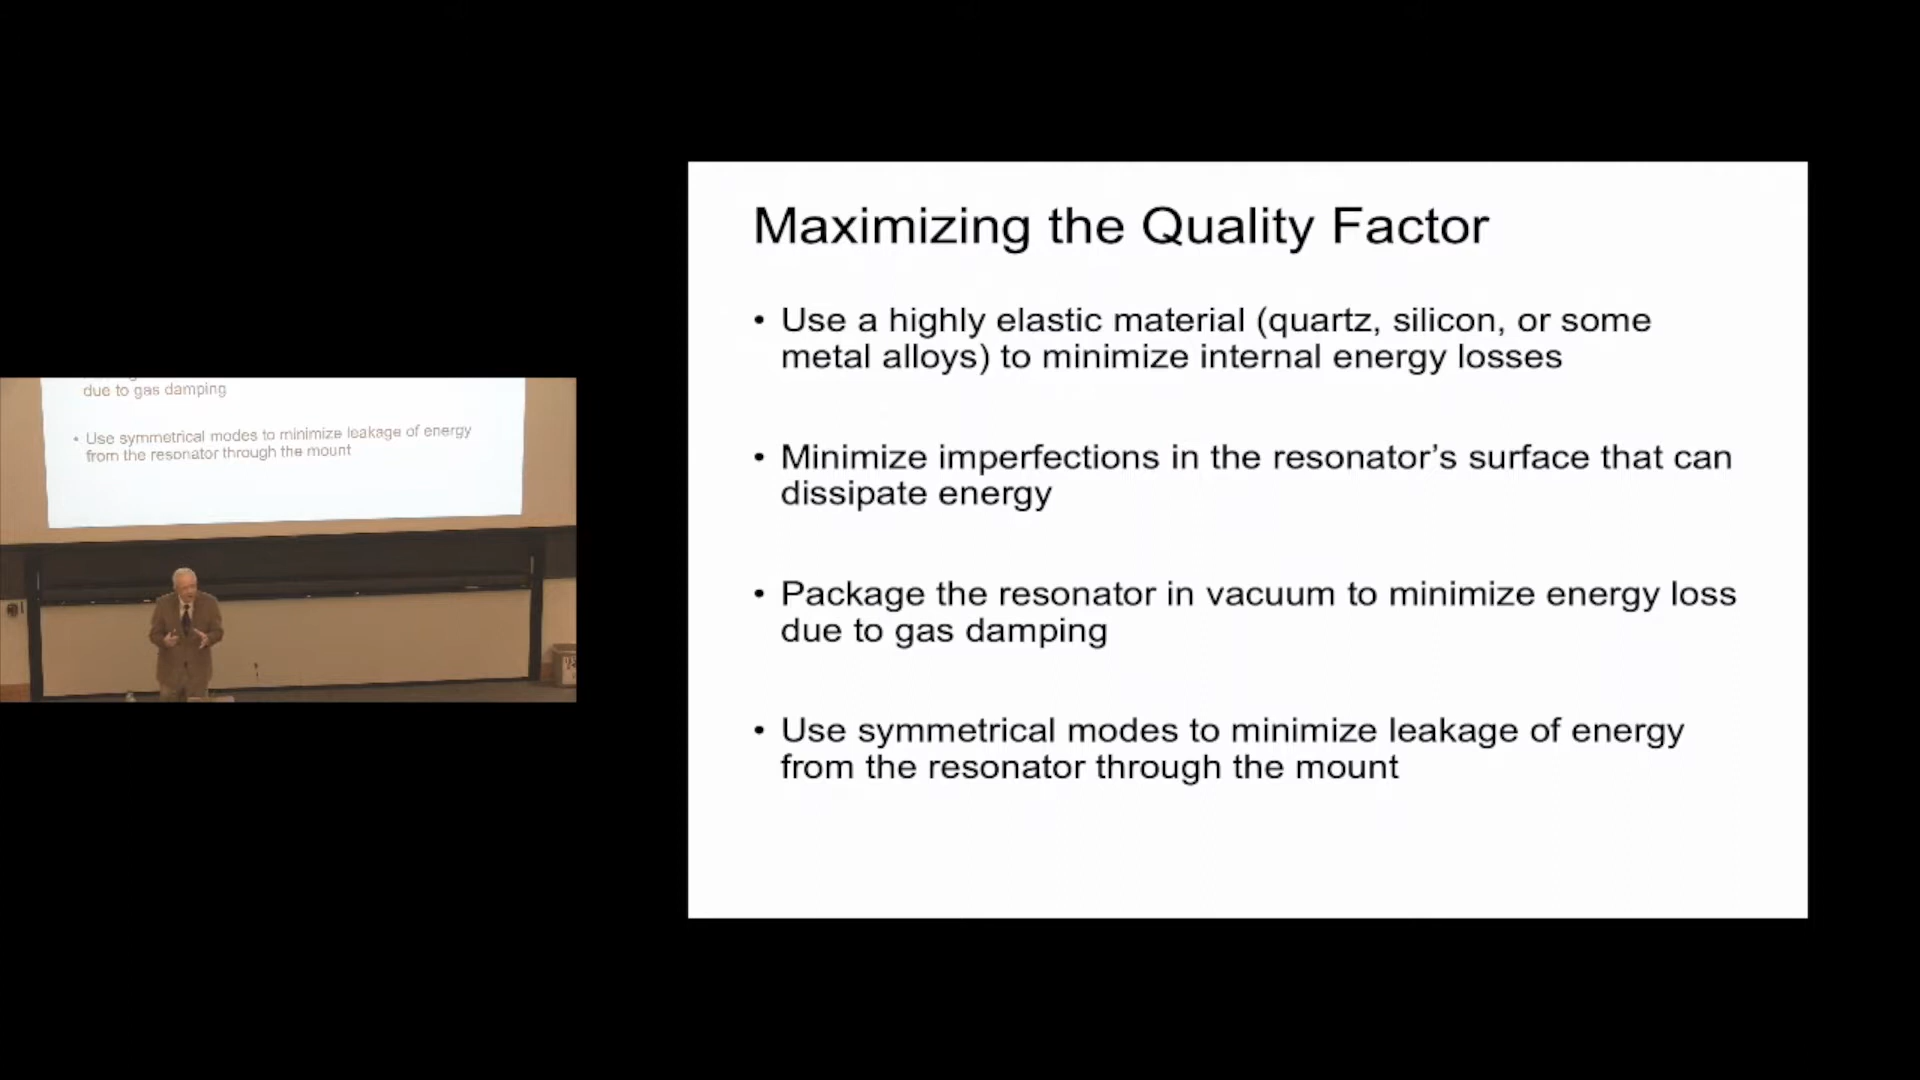 Maximizing the Quality Factor
• Use a highly elastic material (quartz, silicon, or some
metal alloys) to minimize internal energy losses
• Minimize imperfections in the resonator’s surface that can
dissipate energy
• Package the resonator in vacuum to minimize energy loss
due to gas damping
• Use symmetrical modes to minimize leakage of energy
from the resonator through the mount
due to gas damping
• Use symmetrical modes to minimize leakage of energy
from the resonator through the mount